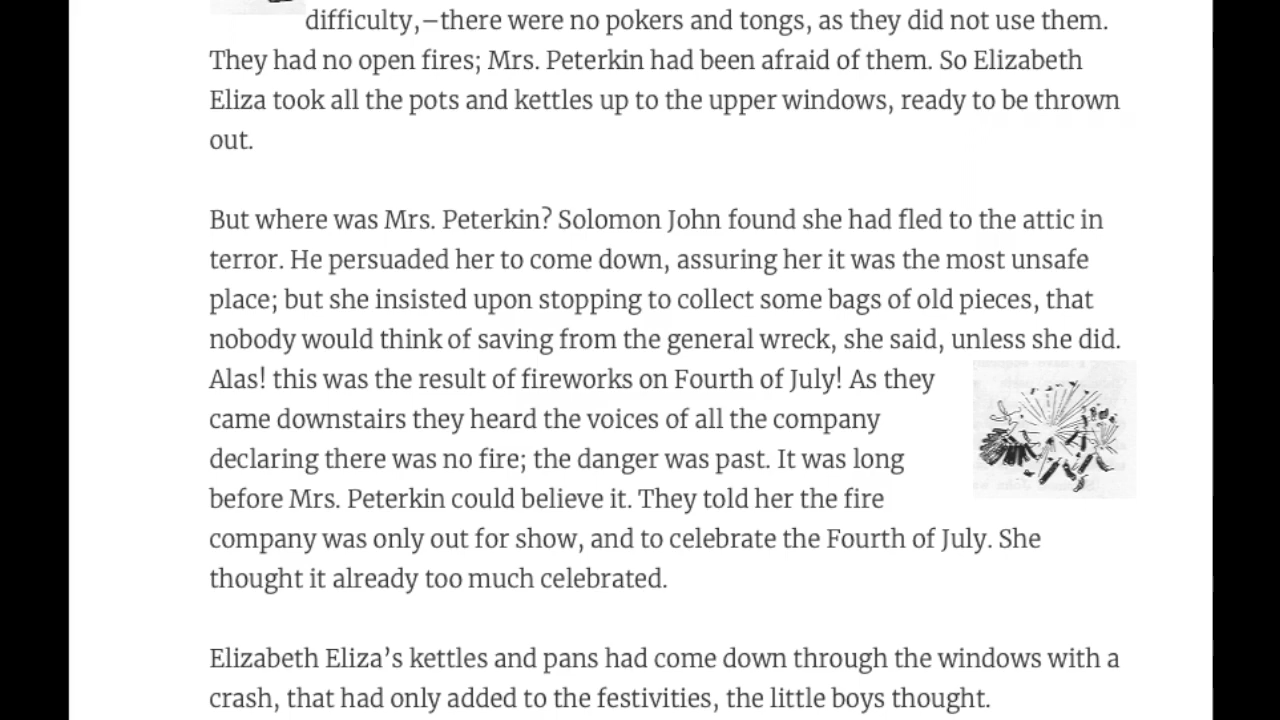 difficulty,–there were no pokers and tongs, as they did not use them.
They had no open fires; Mrs. Peterkin had been afraid of them. So Elizabeth
Eliza took all the pots and kettles up to the upper windows, ready to be thrown
out.
But where was Mrs. Peterkin? Solomon John found she had fled to the attic in
terror. He persuaded her to come down, assuring her it was the most unsafe
place; but she insisted upon stopping to collect some bags of old pieces, that
nobody would think of saving from the general wreck, she said, unless she did.
Alas! this was the result of fireworks on Fourth of July! As they
came downstairs they heard the voices of all the company
declaring there was no fire; the danger was past. It was long
before Mrs. Peterkin could believe it. They told her the fire
company was only out for show, and to celebrate the Fourth of July. She
thought it already too much celebrated.
Elizabeth Eliza’s kettles and pans had come down through the windows with a
crash, that had only added to the festivities, the little boys thought.